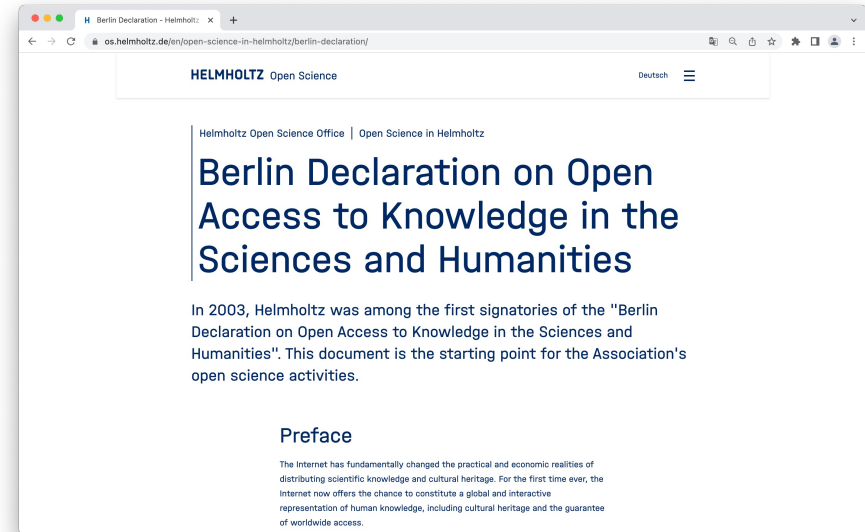 H Berlin Declaration - Helmholtz
os.helmholtz.de/en/open-science-in-helmholtz/berlin-declaration/
HELMHOLTZ Open Science
Deutsch
Helmholtz Open Science Office | Open Science in Helmholtz
Berlin Declaration on Open
Access to Knowledge in the
Sciences and Humanities
In 2003, Helmholtz was among the first signatories of the "Berlin
Declaration on Open Access to Knowledge in the Sciences and
Humanities". This document is the starting point for the Association's
open science activities.
Preface
The Internet has fundamentally changed the practical and economic realities of
distributing scientific knowledge and cultural heritage. For the first time ever, the
Internet now offers the chance to constitute a global and interactive
representation of human knowledge, including cultural heritage and the guarantee
of worldwide access.